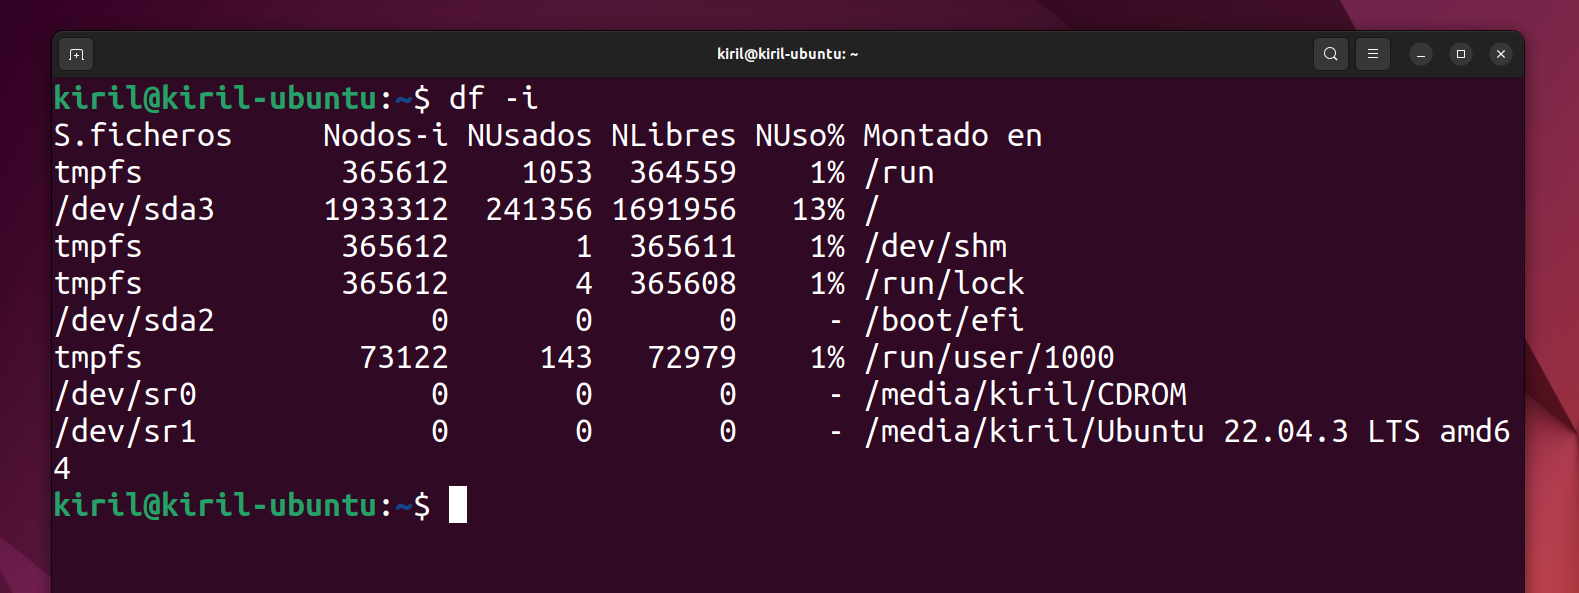 kiril@kiril-ubuntu: ~
kiril@kiril-ubuntu:~$ df -i
S.ficheros     Nodos-i NUsados NLibres NUso% Montado en
tmpfs           365612    1053  364559    1% /run
/dev/sda3      1933312  241356 1691956   13% /
tmpfs           365612       1  365611    1% /dev/shm
tmpfs           365612       4  365608    1% /run/lock
/dev/sda2            0       0       0     - /boot/efi
tmpfs            73122     143   72979    1% /run/user/1000
/dev/sr0             0       0       0     - /media/kiril/CDROM
/dev/sr1             0       0       0     - /media/kiril/Ubuntu 22.04.3 LTS amd6
4
kiril@kiril-ubuntu:~$